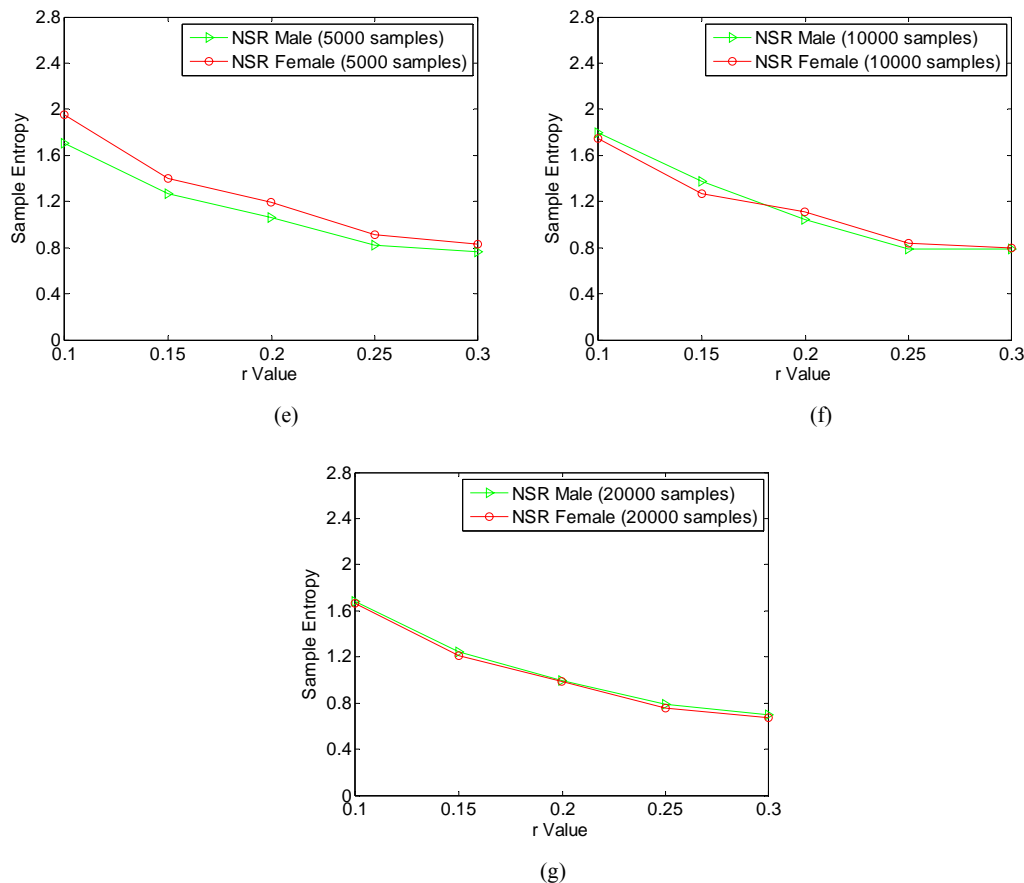 2.8
2.4
2
1.6
1.2
0.8
0.4
0
Sample Entropy
NSR Male (5000 samples)
NSR Female (5000 samples)
0.1 0.15 0.2 0.25 0.3
r Value
(e)
2.8
2.4
2
1.6
1.2
0.8
0.4
0
Sample Entropy
NSR Male (10000 samples)
NSR Female (10000 samples)
0.1 0.15 0.2 0.25 0.3
r Value
(f)
2.8
2.4
2
1.6
1.2
0.8
0.4
0
Sample Entropy
NSR Male (20000 samples)
NSR Female (20000 samples)
0.1 0.15 0.2 0.25 0.3
r Value
(g)